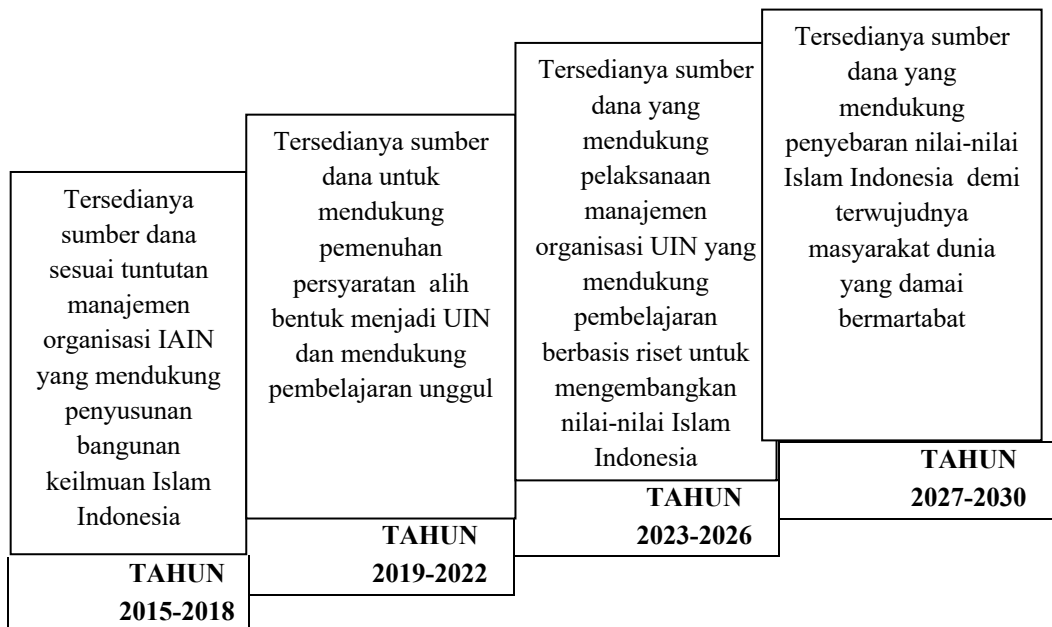 Tersedianya
sumber dana
sesuai tuntutan
manajemen
organisasi IAIN
yang mendukung
penyusunan
bangunan
keilmuan Islam
Indonesia
TAHUN
2015-2018
Tersedianya sumber
dana untuk
mendukung
pemenuhan
persyaratan alih
bentuk menjadi UIN
dan mendukung
pembelajaran unggul
TAHUN
2019-2022
Tersedianya sumber
dana yang
mendukung
pelaksanaan
manajemen
organisasi UIN yang
mendukung
pembelajaran
berbasis riset untuk
mengembangkan
nilai-nilai Islam
Indonesia
TAHUN
2023-2026
Tersedianya sumber
dana yang
mendukung
penyebaran nilai-nilai
Islam Indonesia demi
terwujudnya
masyarakat dunia
yang damai
bermartabat
TAHUN
2027-2030